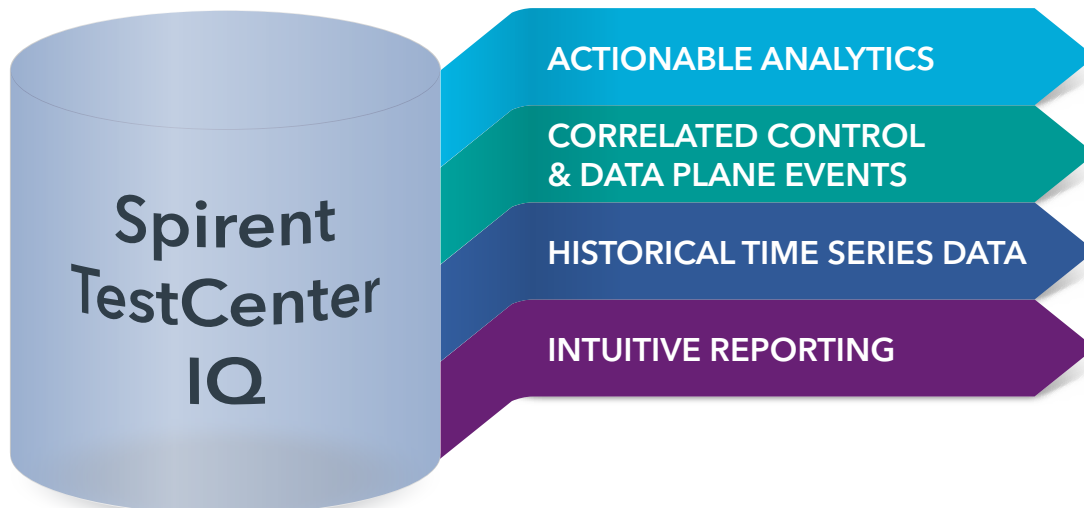 Spirent
TestCenter
IQ
ACTIONABLE ANALYTICS
CORRELATED CONTROL
& DATA PLANE EVENTS
HISTORICAL TIME SERIES DATA
INTUITIVE REPORTING